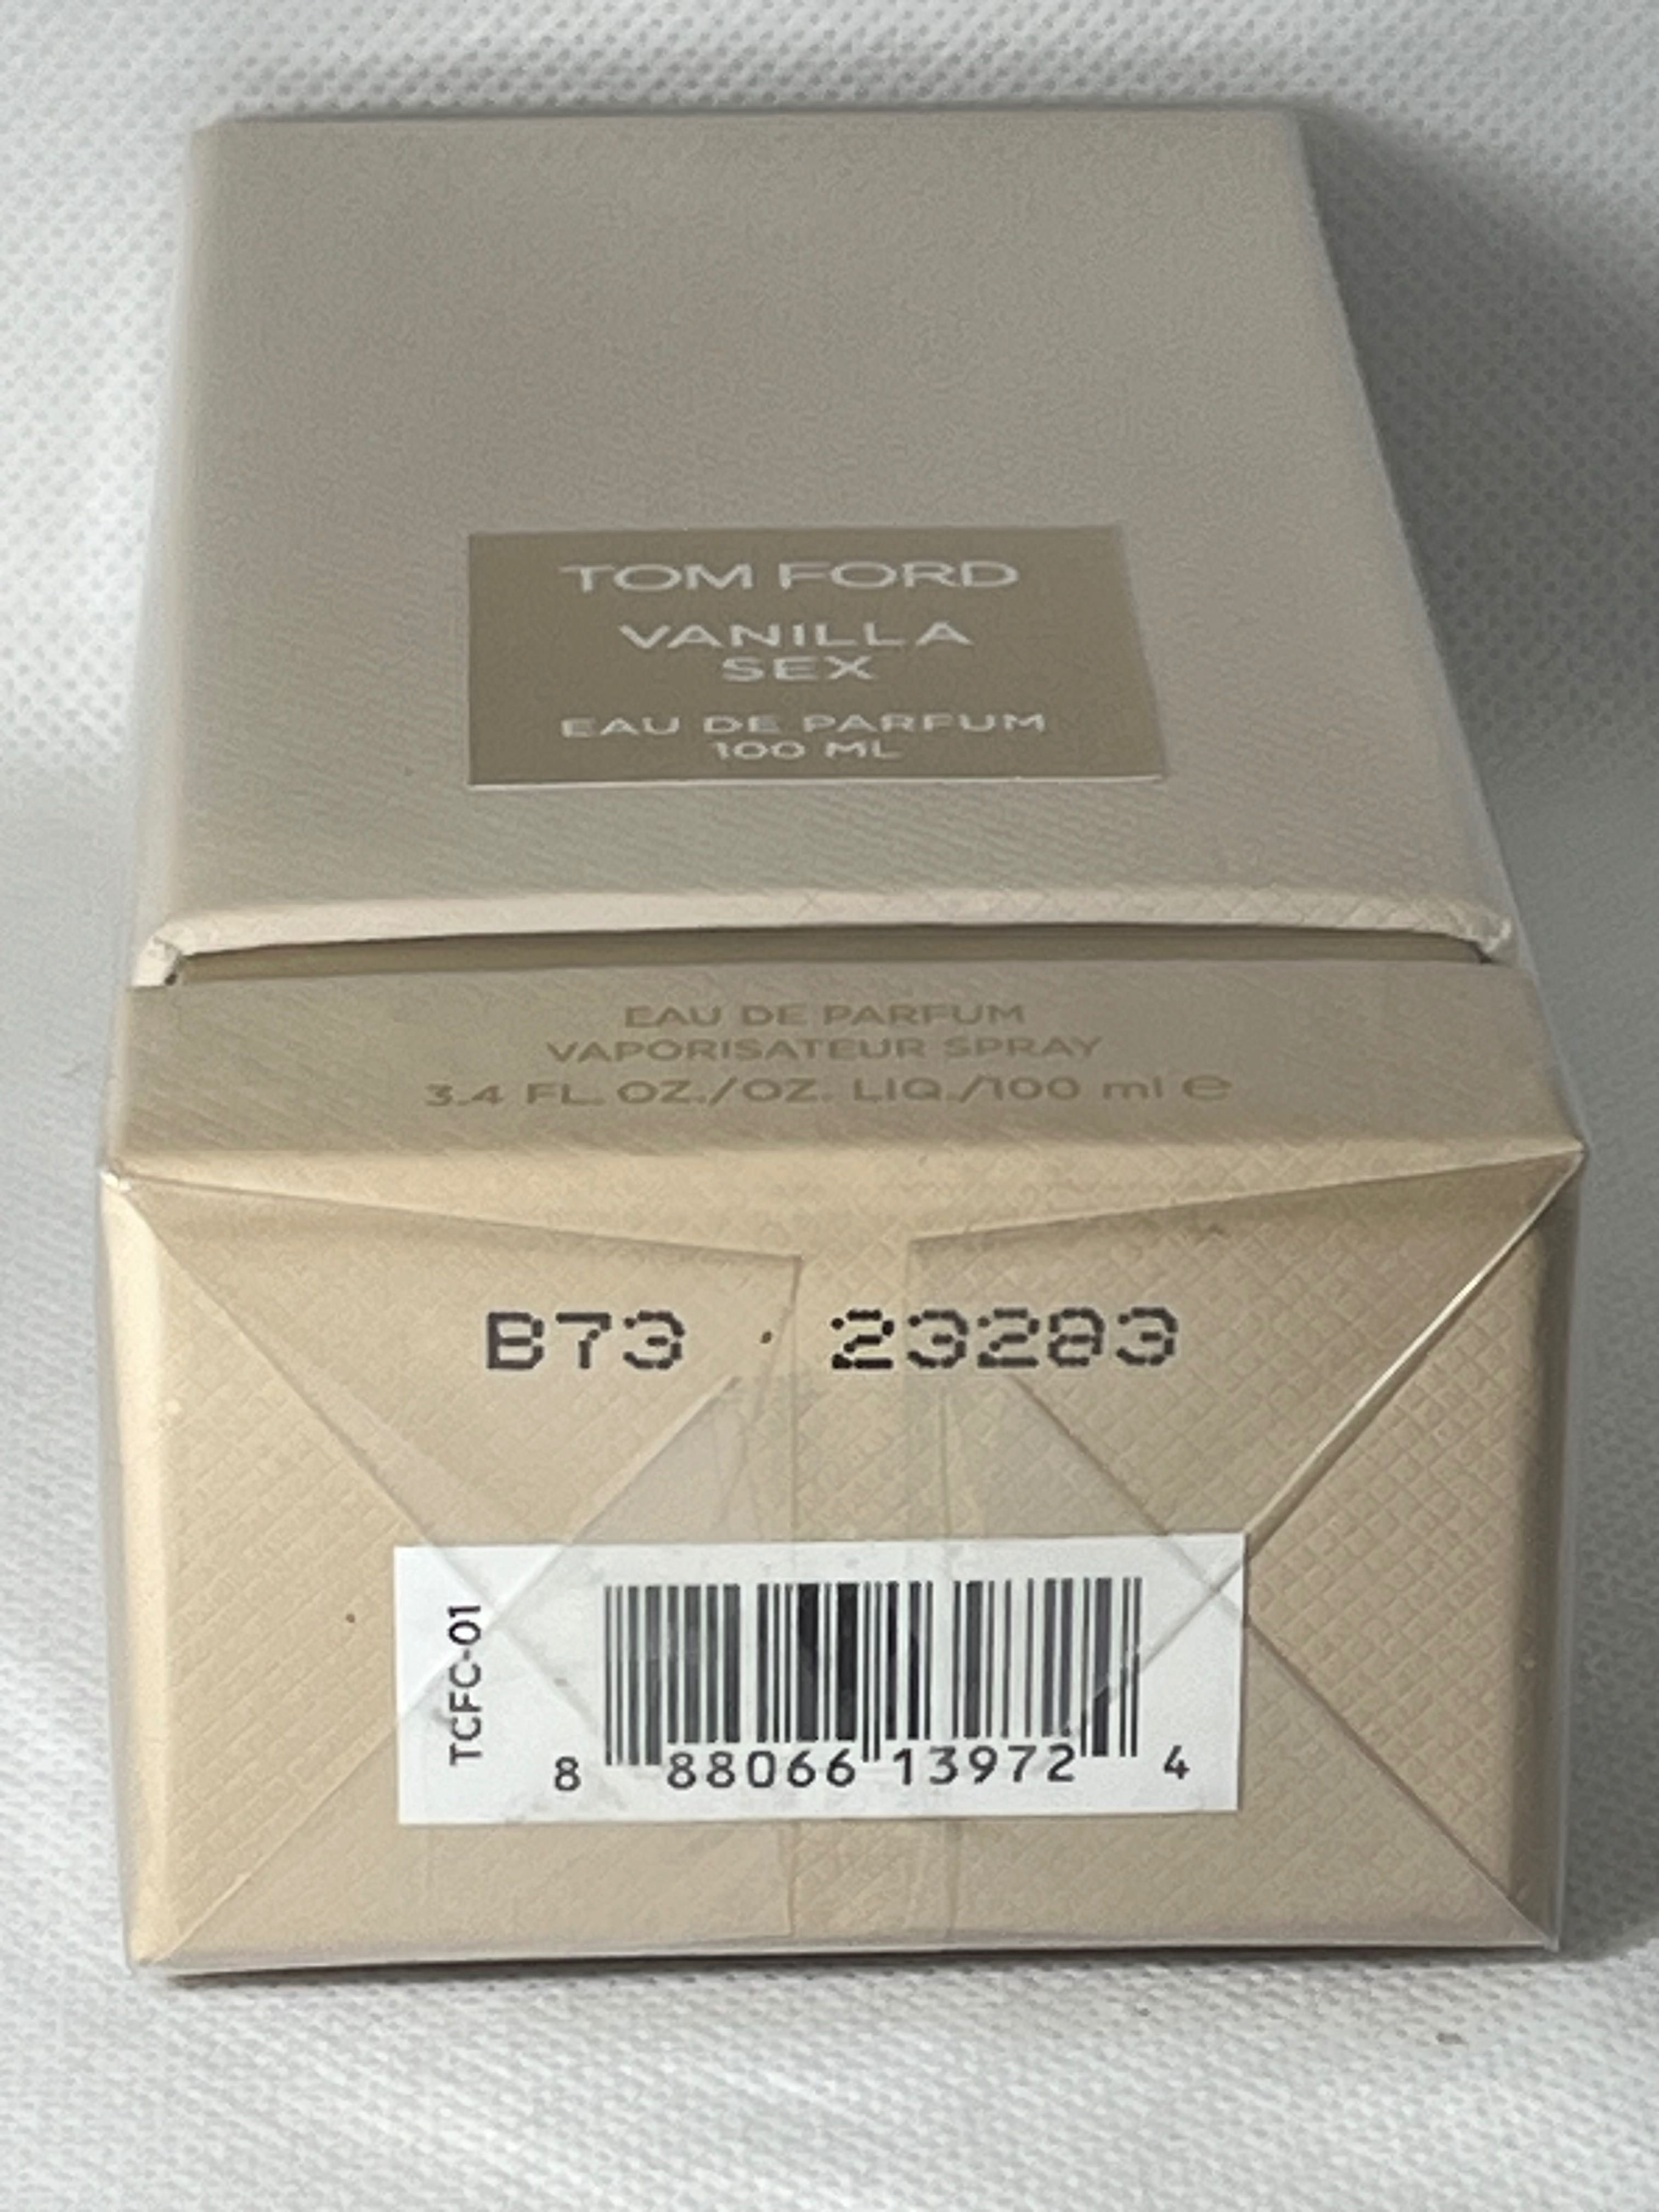 TOM FORD
VANILLA
SEX
EAU DE PARFUM
100 ML
EAU DE PARFUM
VAPORISATEUR SPRAY
3.4 FL. OZ./OZ. LIQ./100 ml e
B73 · 23283
TCFC-01
8 88066 13972 4